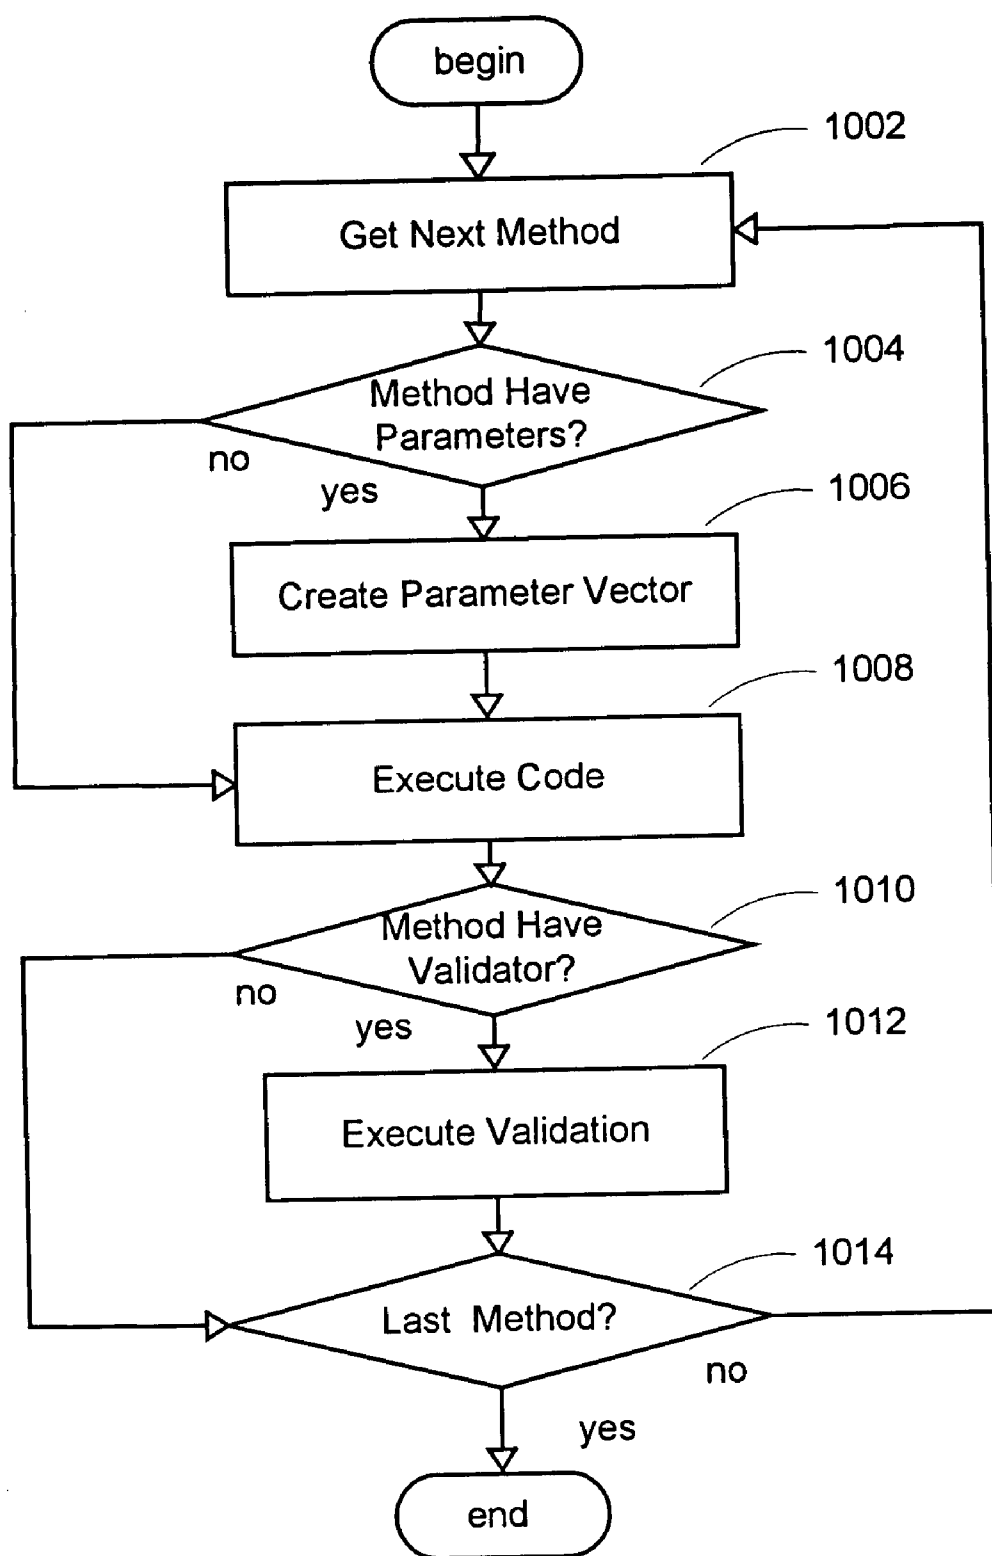 begin
1002
Get Next Method
1004
Method Have
Parameters?
no
yes
1006
Create Parameter Vector
1008
Execute Code
1010
Method Have
Validator?
no
yes
1012
Execute Validation
1014
Last Method?
no
yes
end